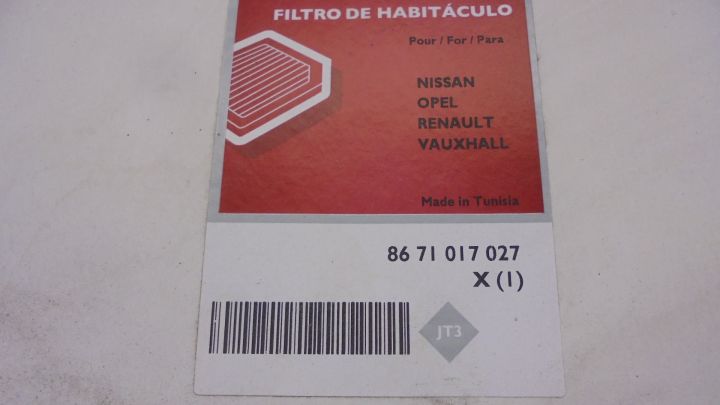 FILTRO DE HABITÁCULO
Pour / For / Para
NISSAN
OPEL
RENAULT
VAUXHALL
Made in Tunisia
86 71 017 027
X (1)
JT3